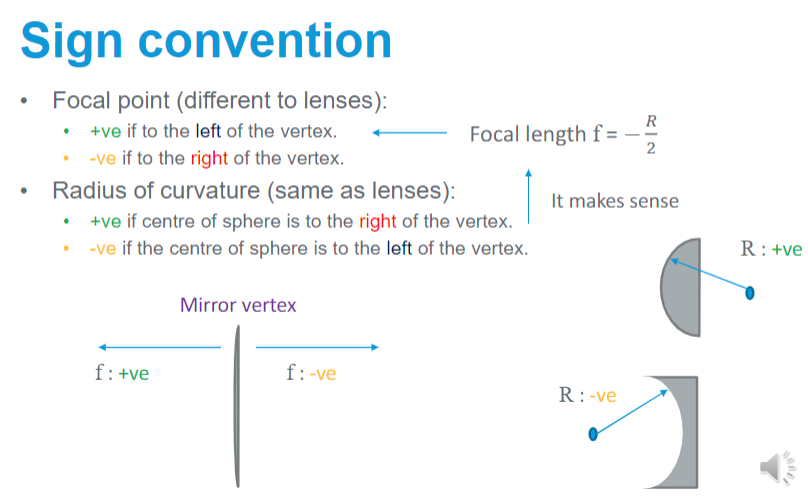 Sign convention
• Focal point (different to lenses):
• +ve if to the left of the vertex.
• -ve if to the right of the vertex.
Focal length f = − R/2
• Radius of curvature (same as lenses):
• +ve if centre of sphere is to the right of the vertex.
• -ve if the centre of sphere is to the left of the vertex.
It makes sense
R : +ve
Mirror vertex
f : +ve
f : -ve
R : -ve